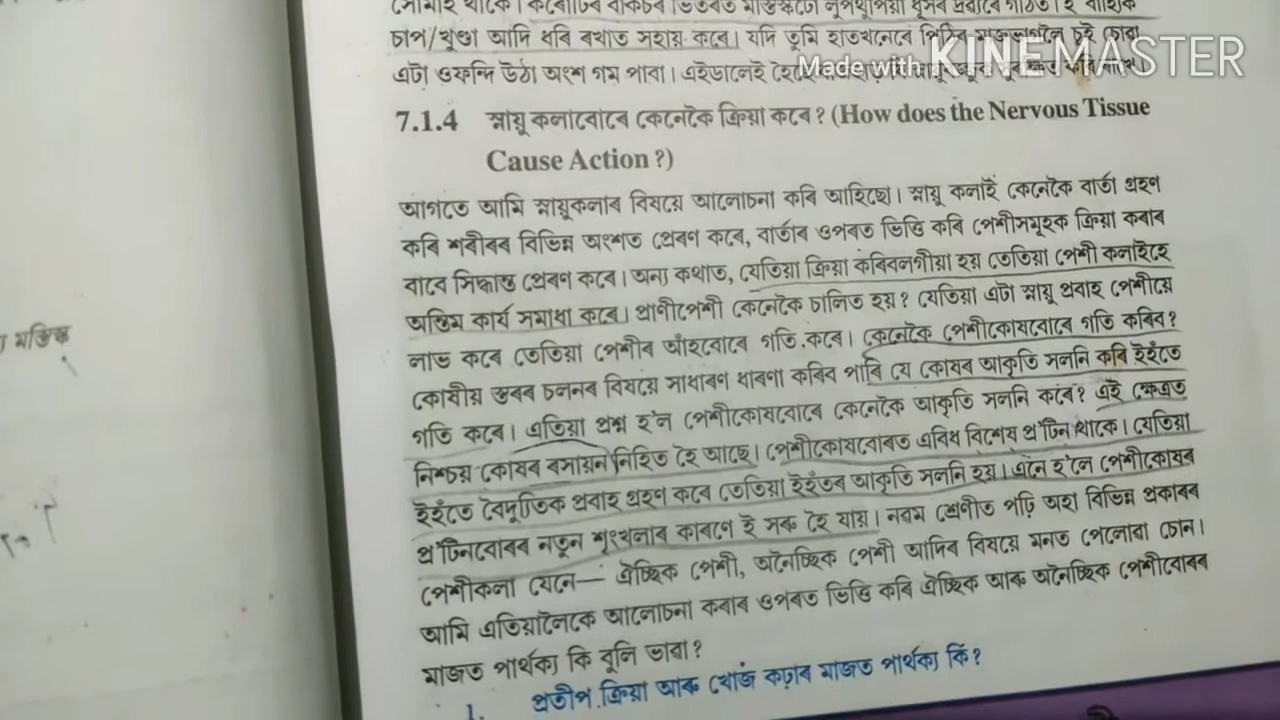 চাপ/খুণ্ডা আদি ধৰি ৰখাত সহায় কৰে। যদি তুমি হাতখনেৰে পিঠিৰ মাজভাগলৈ চুই চোৱা
এটা ওফন্দি উঠা অংশ গম পাবা। এইডালেই হৈছে
Made with KINEMASTER
7.1.4 স্নায়ু কলাবোৰে কেনেকৈ ক্ৰিয়া কৰে? (How does the Nervous Tissue
Cause Action?)
আগতে আমি স্নায়ুকলাৰ বিষয়ে আলোচনা কৰি আহিছো। স্নায়ু কলাই কেনেকৈ বাৰ্তা গ্ৰহণ
কৰি শৰীৰৰ বিভিন্ন অংশত প্ৰেৰণ কৰে, বাৰ্তাৰ ওপৰত ভিত্তি কৰি পেশীসমূহক ক্ৰিয়া কৰাৰ
বাবে সিদ্ধান্ত প্ৰেৰণ কৰে। অন্য কথাত, যেতিয়া ক্ৰিয়া কৰিবলগীয়া হয় তেতিয়া পেশী কলাইহে
অন্তিম কাৰ্য সমাধা কৰে। প্ৰাণীপেশী কেনেকৈ চালিত হয়? যেতিয়া এটা স্নায়ু প্ৰবাহ পেশীয়ে
লাভ কৰে তেতিয়া পেশীৰ আঁহবোৰে গতি কৰে। কেনেকৈ পেশীকোষবোৰে গতি কৰিব?
কোষীয় স্তৰৰ চলনৰ বিষয়ে সাধাৰণ ধাৰণা কৰিব পাৰি যে কোষৰ আকৃতি সলনি কৰি ইহঁতে
গতি কৰে। এতিয়া প্ৰশ্ন হ'ল পেশীকোষবোৰে কেনেকৈ আকৃতি সলনি কৰে? এই ক্ষেত্ৰত
নিশ্চয় কোষৰ ৰসায়ন নিহিত হৈ আছে। পেশীকোষবোৰত এবিধ বিশেষ প্ৰ'টিন থাকে। যেতিয়া
ইহঁতে বৈদ্যুতিক প্ৰবাহ গ্ৰহণ কৰে তেতিয়া ইহঁতৰ আকৃতি সলনি হয়। এনে হ'লে পেশীকোষৰ
প্ৰ'টিনবোৰৰ নতুন শৃংখলাৰ কাৰণে ই সৰু হৈ যায়। নৱম শ্ৰেণীত পঢ়ি অহা বিভিন্ন প্ৰকাৰৰ
পেশীকলা যেনে— ঐচ্ছিক পেশী, অনৈচ্ছিক পেশী আদিৰ বিষয়ে মনত পেলোৱা চোন।
আমি এতিয়ালৈকে আলোচনা কৰাৰ ওপৰত ভিত্তি কৰি ঐচ্ছিক আৰু অনৈচ্ছিক পেশীবোৰৰ
মাজত পাৰ্থক্য কি বুলি ভাবা?
1. প্ৰতীপ ক্ৰিয়া আৰু খোজ কঢ়াৰ মাজত পাৰ্থক্য কি?
মস্তিষ্ক